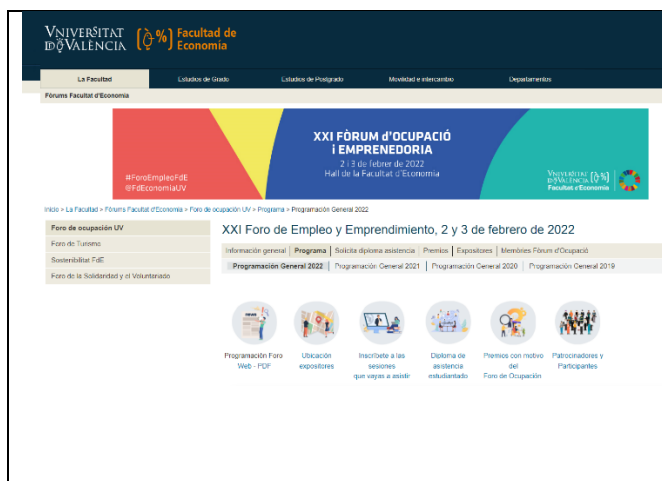 VNIVERSITAT
DE VALÈNCIA
Facultad de
Economía
La Facultad
Estudios de Grado
Estudios de Postgrado
Movilidad e intercambio
Departamentos
Fòrums Facultat d'Economia
XXI FÒRUM d'OCUPACIÓ
i EMPRENEDORIA
2 i 3 de febrer de 2022
Hall de la Facultat d'Economia
#ForoEmpleoFdE
@FdEconomiaUV
VNIVERSITAT
DE VALÈNCIA
Facultat d'Economia
Inicio > La Facultad > Fòrums Facultat d'Economia > Foro de ocupación UV > Programa > Programación General 2022
Foro de ocupación UV
Foro de Turismo
Sostenibilitat FdE
Foro de la Solidaridad y el Voluntariado
XXI Foro de Empleo y Emprendimiento, 2 y 3 de febrero de 2022
Información general | Programa | Solicita diploma asistencia | Premios | Expositores | Memòries Fòrum d'Ocupació
Programación General 2022 | Programación General 2021 | Programación General 2020 | Programación General 2019
Programación Foro
Web - PDF
Ubicación
expositores
Inscríbete a las
sesiones
que vayas a asistir
Diploma de
asistencia
estudiantado
Premios con motivo
del
Foro de Ocupación
Patrocinadores y
Participantes